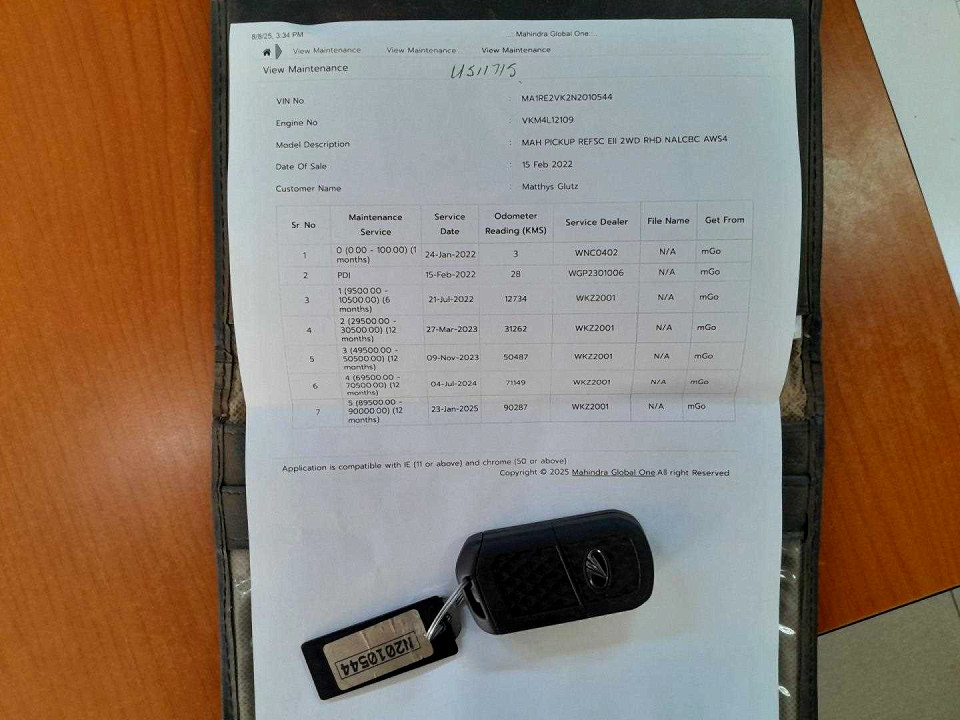 8/8/25, 3:34 PM ..: Mahindra Global One:..
View Maintenance View Maintenance View Maintenance
View Maintenance US11715
VIN No : MA1RE2VK2N2010544
Engine No VKM4L12109
Model Description : MAH PICKUP REFSC EII 2WD RHD NALCBC AWS4
Date Of Sale : 15 Feb 2022
Customer Name : Matthys Glutz
Sr No Maintenance Service Service Date Odometer Reading (KMS) Service Dealer File Name Get From
1 0 (0.00 - 100.00) (1 months) 24-Jan-2022 3 WNC0402 N/A mGo
2 PDI 15-Feb-2022 28 WGP2301006 N/A mGo
3 1 (9500.00 - 10500.00) (6 months) 21-Jul-2022 12734 WKZ2001 N/A mGo
4 2 (29500.00 - 30500.00) (12 months) 27-Mar-2023 31262 WKZ2001 N/A mGo
5 3 (49500.00 - 50500.00) (12 months) 09-Nov-2023 50487 WKZ2001 N/A mGo
6 4 (69500.00 - 70500.00) (12 months) 04-Jul-2024 71149 WKZ2001 N/A mGo
7 5 (89500.00 - 90000.00) (12 months) 23-Jan-2025 90287 WKZ2001 N/A mGo
Application is compatible with IE (11 or above) and chrome (50 or above)
Copyright © 2025 Mahindra Global One All right Reserved
N2010544